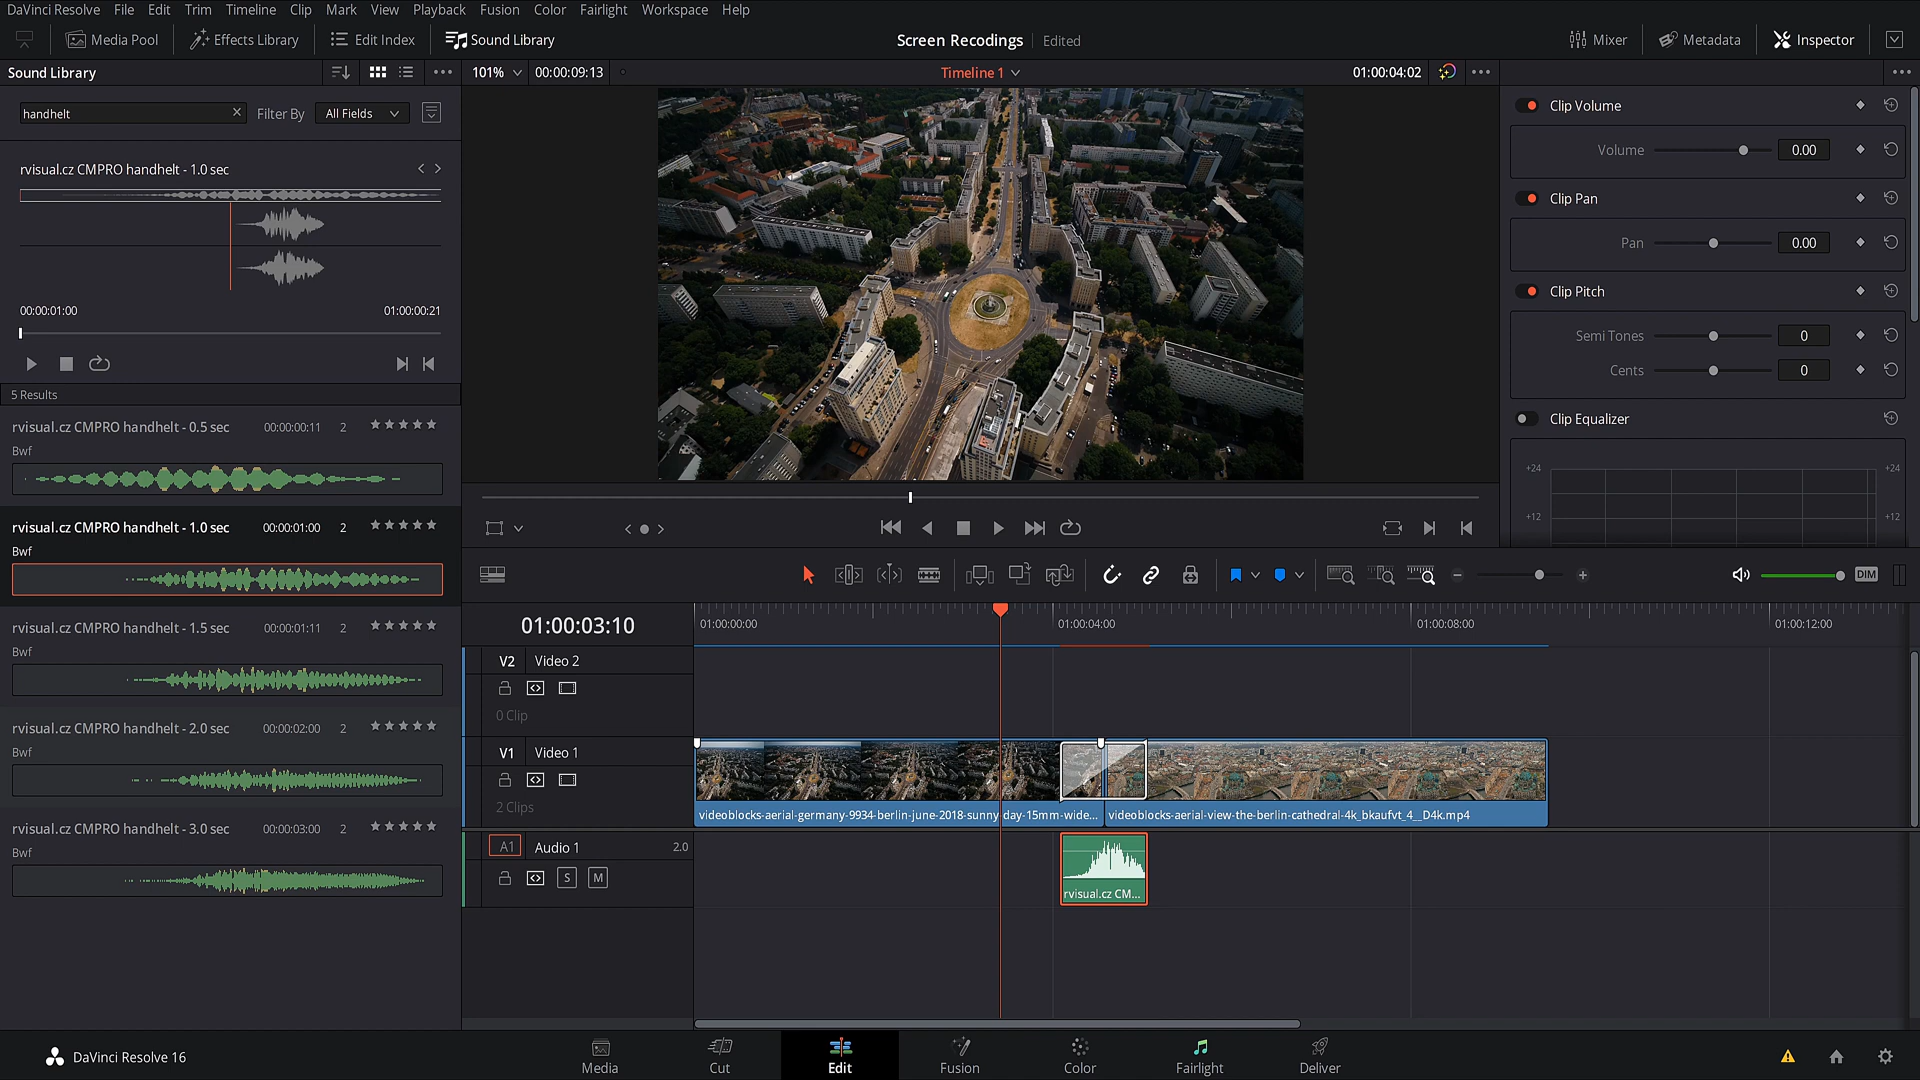 DaVinci Resolve File Edit Trim Timeline Clip Mark View Playback Fusion Color Fairlight Workspace Help
Media Pool Effects Library Edit Index Sound Library Screen Recodings Edited Mixer Metadata Inspector
Sound Library 101% 00:00:09:13 Timeline 1 01:00:04:02
handhelt Filter By All Fields
rvisual.cz CMPRO handhelt - 1.0 sec
00:00:01:00 01:00:00:21
5 Results
rvisual.cz CMPRO handhelt - 0.5 sec 00:00:00:11 2
Bwf
rvisual.cz CMPRO handhelt - 1.0 sec 00:00:01:00 2
Bwf
rvisual.cz CMPRO handhelt - 1.5 sec 00:00:01:11 2
Bwf
rvisual.cz CMPRO handhelt - 2.0 sec 00:00:02:00 2
Bwf
rvisual.cz CMPRO handhelt - 3.0 sec 00:00:03:00 2
Bwf
Clip Volume
Volume 0.00
Clip Pan
Pan 0.00
Clip Pitch
Semi Tones 0
Cents 0
Clip Equalizer
+24 +24
+12 +12
DIM
01:00:03:10 01:00:00:00 01:00:04:00 01:00:08:00 01:00:12:00
V2 Video 2
0 Clip
V1 Video 1
2 Clips
videoblocks-aerial-germany-9934-berlin-june-2018-sunny-day-15mm-wide... videoblocks-aerial-view-the-berlin-cathedral-4k_bkaufvt_4__D4k.mp4
A1 Audio 1 2.0
S M
rvisual.cz CM...
DaVinci Resolve 16 Media Cut Edit Fusion Color Fairlight Deliver